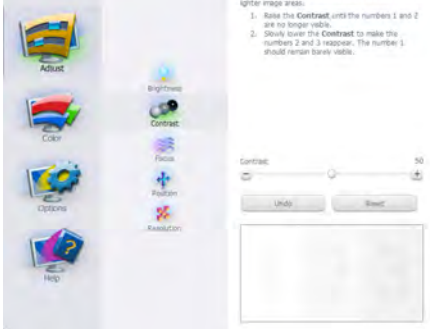 lighter image areas.
1. Raise the Contrast until the numbers 1 and 2
are no longer visible.
2. Slowly lower the Contrast to make the
numbers 2 and 3 reappear. The number 1
should remain barely visible.
Adjust
Color
Options
Help
Brightness
Contrast
Focus
Position
Resolution
Contrast:
50
Undo
Reset